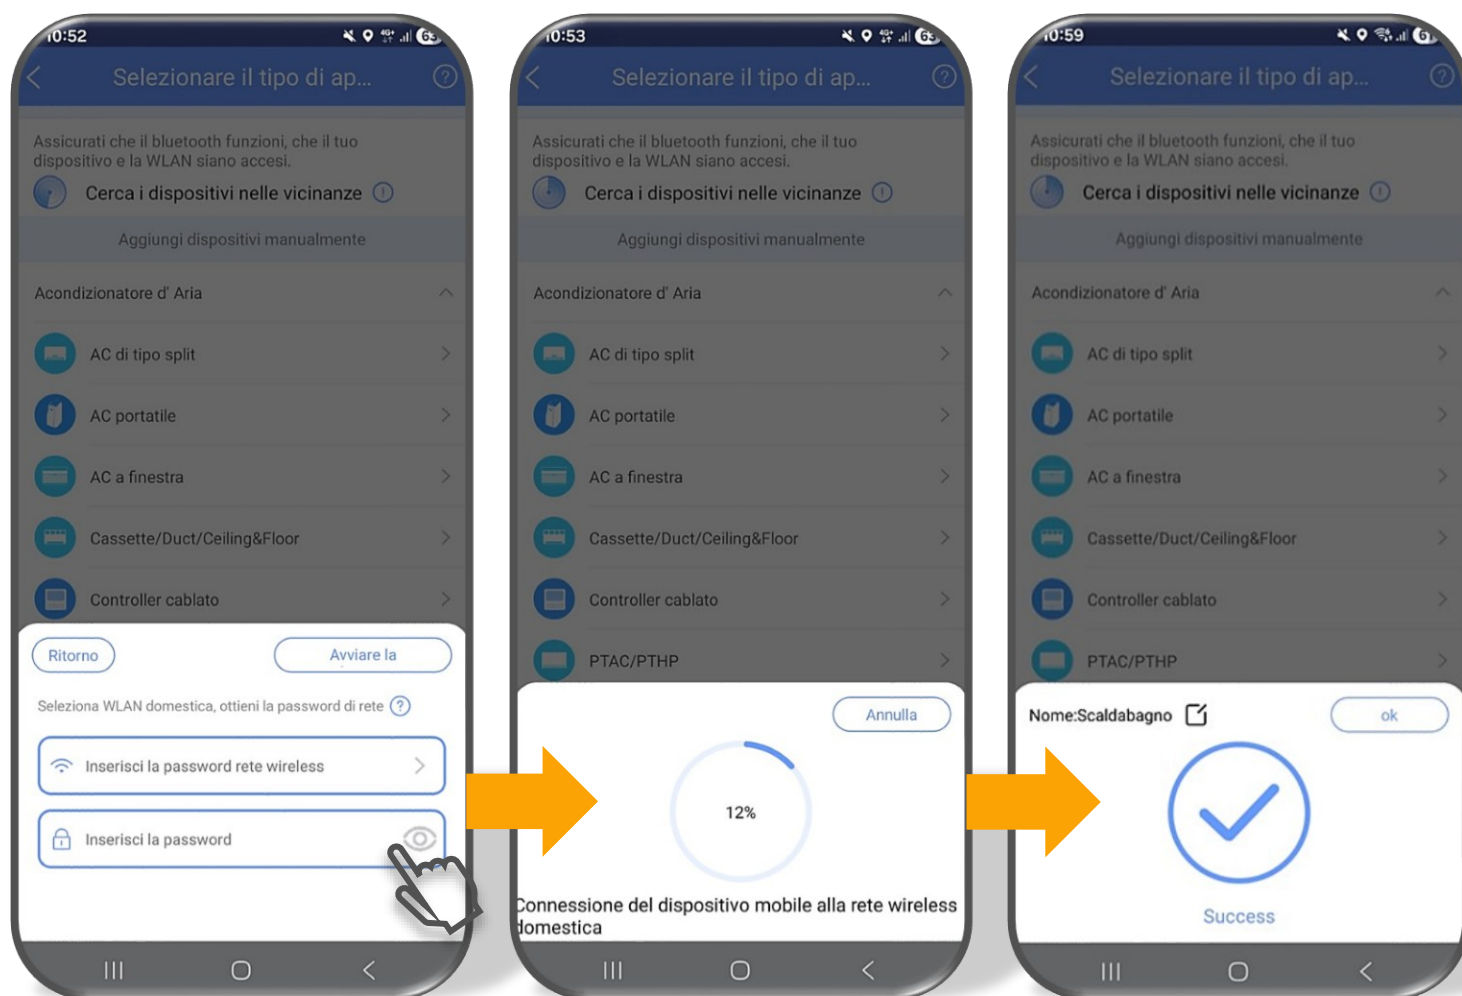 10:52
4G+
63
Selezionare il tipo di ap...
Assicurati che il bluetooth funzioni, che il tuo
dispositivo e la WLAN siano accesi.
Cerca i dispositivi nelle vicinanze
Aggiungi dispositivi manualmente
Acondizionatore d' Aria
AC di tipo split
AC portatile
AC a finestra
Cassette/Duct/Ceiling&Floor
Controller cablato
Ritorno
Avviare la
Seleziona WLAN domestica, ottieni la password di rete
Inserisci la password rete wireless
Inserisci la password
10:53
4G+
63
Selezionare il tipo di ap...
Assicurati che il bluetooth funzioni, che il tuo
dispositivo e la WLAN siano accesi.
Cerca i dispositivi nelle vicinanze
Aggiungi dispositivi manualmente
Acondizionatore d' Aria
AC di tipo split
AC portatile
AC a finestra
Cassette/Duct/Ceiling&Floor
Controller cablato
PTAC/PTHP
Annulla
12%
Connessione del dispositivo mobile alla rete wireless
domestica
10:59
Selezionare il tipo di ap...
Assicurati che il bluetooth funzioni, che il tuo
dispositivo e la WLAN siano accesi.
Cerca i dispositivi nelle vicinanze
Aggiungi dispositivi manualmente
Acondizionatore d' Aria
AC di tipo split
AC portatile
AC a finestra
Cassette/Duct/Ceiling&Floor
Controller cablato
PTAC/PTHP
Nome:Scaldabagno
ok
Success